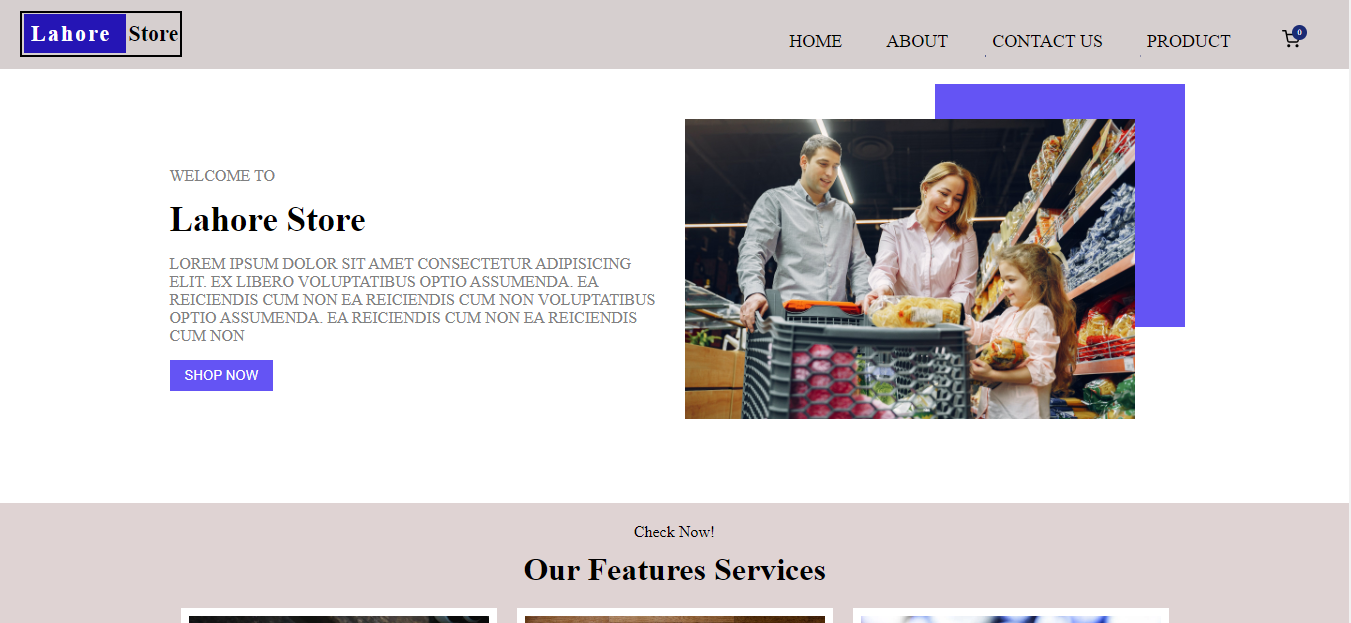 Lahore Store
HOME ABOUT CONTACT US PRODUCT 0
WELCOME TO
Lahore Store
LOREM IPSUM DOLOR SIT AMET CONSECTETUR ADIPISICING
ELIT. EX LIBERO VOLUPTATIBUS OPTIO ASSUMENDA. EA
REICIENDIS CUM NON EA REICIENDIS CUM NON VOLUPTATIBUS
OPTIO ASSUMENDA. EA REICIENDIS CUM NON EA REICIENDIS
CUM NON
SHOP NOW
Check Now!
Our Features Services